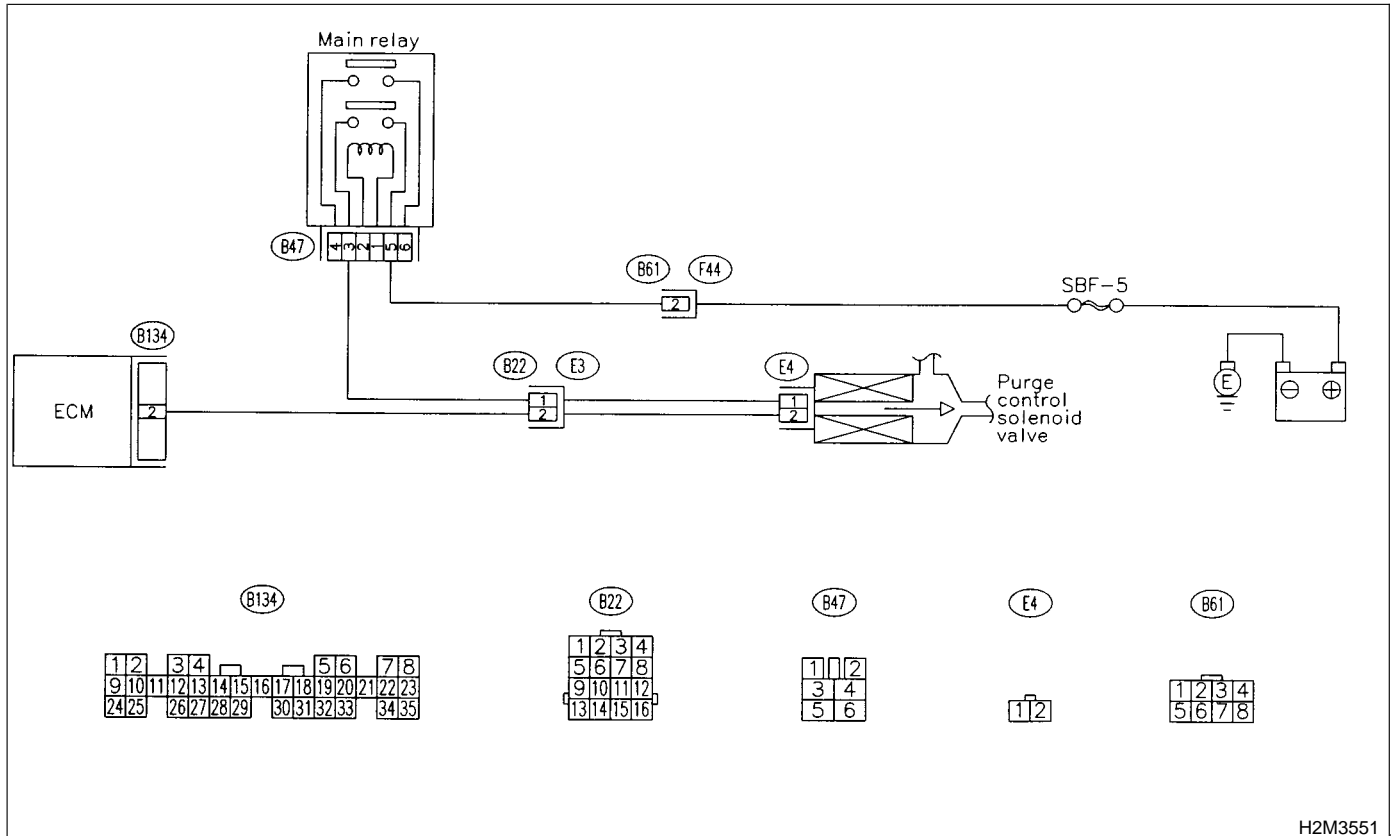 Main relay
B47
4 3 2 1 5 6
B61 F44
2
SBF-5
B134
ECM
2
B22 E3
1
2
E4
1
2
Purge
control
solenoid
valve
E
⊖ ⊕
B134
1 2 3 4 5 6 7 8
9 10 11 12 13 14 15 16 17 18 19 20 21 22 23
24 25 26 27 28 29 30 31 32 33 34 35
B22
1 2 3 4
5 6 7 8
9 10 11 12
13 14 15 16
B47
1 2
3 4
5 6
E4
1 2
B61
1 2 3 4
5 6 7 8
H2M3551